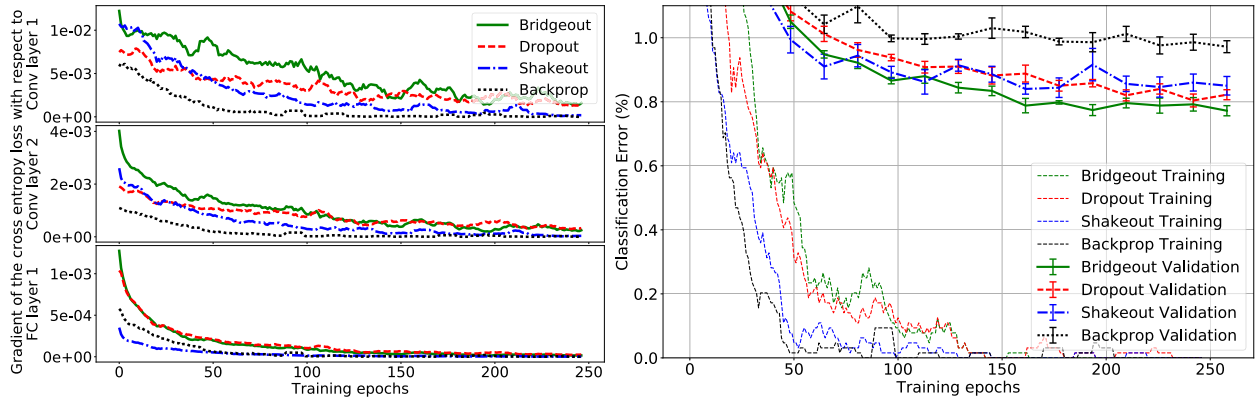 Gradient of the cross entropy loss with respect to
Conv layer 1
Conv layer 2
FC layer 1
1e-02
5e-03
0e+00
Bridgeout
Dropout
Shakeout
Backprop
4e-03
2e-03
0e+00
1e-03
5e-04
0e+00
0 50 100 150 200 250
Training epochs
Classification Error (%)
1.0
0.8
0.6
0.4
0.2
0.0
Bridgeout Training
Dropout Training
Shakeout Training
Backprop Training
Bridgeout Validation
Dropout Validation
Shakeout Validation
Backprop Validation
0 50 100 150 200 250
Training epochs